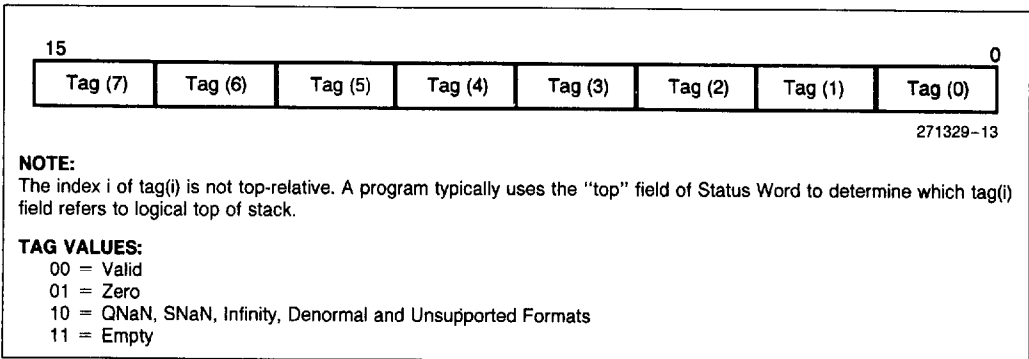 15 0
Tag (7) Tag (6) Tag (5) Tag (4) Tag (3) Tag (2) Tag (1) Tag (0)
271329-13
NOTE:
The index i of tag(i) is not top-relative. A program typically uses the "top" field of Status Word to determine which tag(i)
field refers to logical top of stack.
TAG VALUES:
00 = Valid
01 = Zero
10 = QNaN, SNaN, Infinity, Denormal and Unsupported Formats
11 = Empty